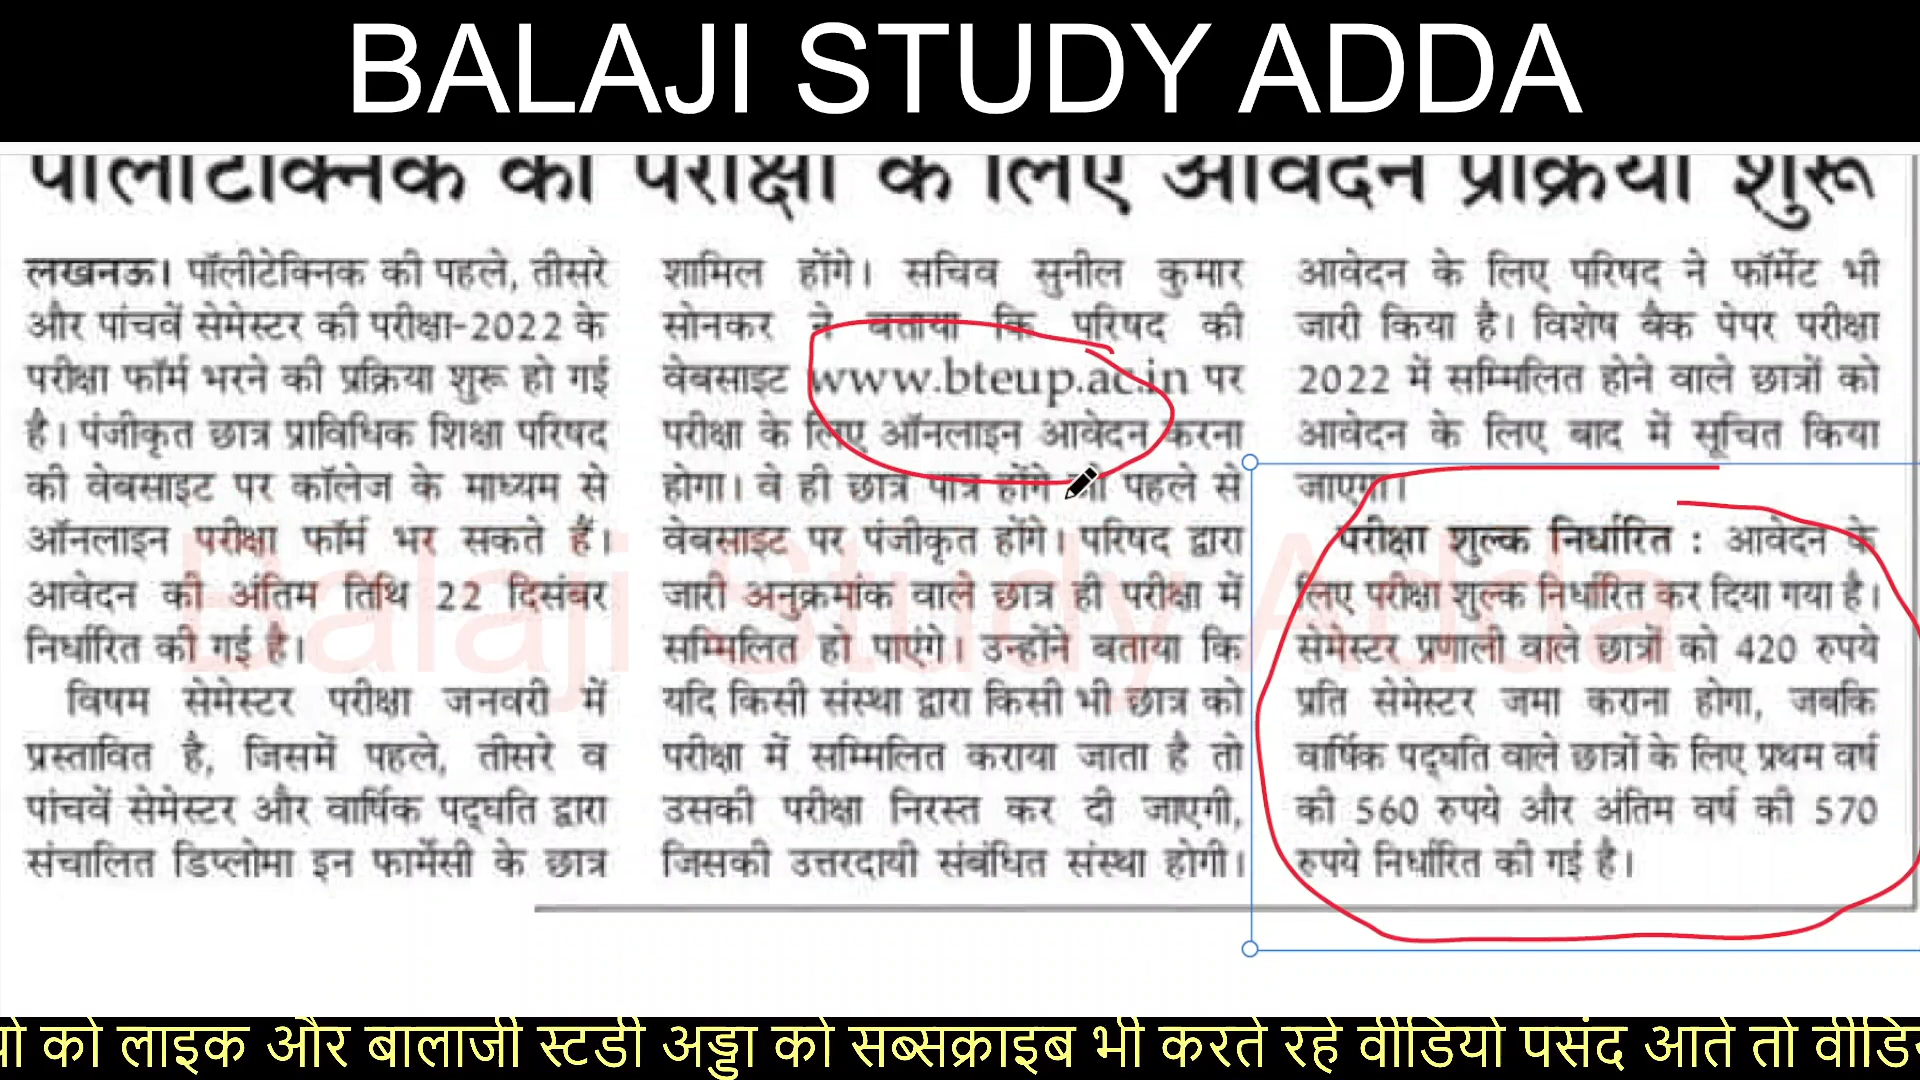 BALAJI STUDY ADDA
पॉलीटेक्निक की परीक्षा के लिए आवेदन प्रक्रिया शुरू
लखनऊ। पॉलीटेक्निक की पहले, तीसरे
और पांचवें सेमेस्टर की परीक्षा-2022 के
परीक्षा फॉर्म भरने की प्रक्रिया शुरू हो गई
है। पंजीकृत छात्र प्राविधिक शिक्षा परिषद
की वेबसाइट पर कॉलेज के माध्यम से
ऑनलाइन परीक्षा फॉर्म भर सकते हैं।
आवेदन की अंतिम तिथि 22 दिसंबर
निर्धारित की गई है।
विषम सेमेस्टर परीक्षा जनवरी में
प्रस्तावित है, जिसमें पहले, तीसरे व
पांचवें सेमेस्टर और वार्षिक पद्घति द्वारा
संचालित डिप्लोमा इन फार्मेसी के छात्र
शामिल होंगे। सचिव सुनील कुमार
सोनकर ने बताया कि परिषद की
वेबसाइट www.bteup.ac.in पर
परीक्षा के लिए ऑनलाइन आवेदन करना
होगा। वे ही छात्र पात्र होंगे पहले से
वेबसाइट पर पंजीकृत होंगे। परिषद द्वारा
जारी अनुक्रमांक वाले छात्र ही परीक्षा में
सम्मिलित हो पाएंगे। उन्होंने बताया कि
यदि किसी संस्था द्वारा किसी भी छात्र को
परीक्षा में सम्मिलित कराया जाता है तो
उसकी परीक्षा निरस्त कर दी जाएगी,
जिसकी उत्तरदायी संबंधित संस्था होगी।
आवेदन के लिए परिषद ने फॉर्मेट भी
जारी किया है। विशेष बैक पेपर परीक्षा
2022 में सम्मिलित होने वाले छात्रों को
आवेदन के लिए बाद में सूचित किया
जाएगा।
परीक्षा शुल्क निर्धारित : आवेदन के
लिए परीक्षा शुल्क निर्धारित कर दिया गया है।
सेमेस्टर प्रणाली वाले छात्रों को 420 रुपये
प्रति सेमेस्टर जमा कराना होगा, जबकि
वार्षिक पद्घति वाले छात्रों के लिए प्रथम वर्ष
की 560 रुपये और अंतिम वर्ष की 570
रुपये निर्धारित की गई है।
Balaji Study Adda
को लाइक और बालाजी स्टडी अड्डा को सब्सक्राइब भी करते रहे वीडियो पसंद आते तो